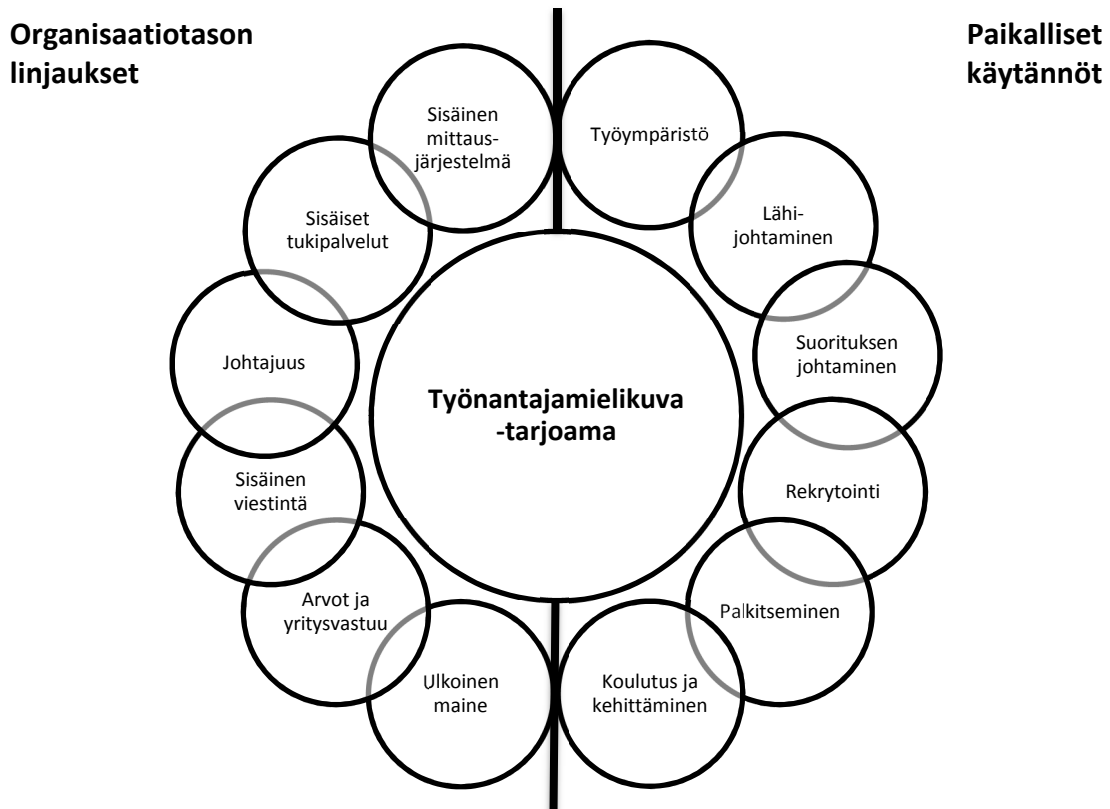 Organisaatiotason
linjaukset
Paikalliset
käytännöt
Sisäinen
mittaus-
järjestelmä
Työympäristö
Sisäiset
tukipalvelut
Lähi-
johtaminen
Johtajuus
Suorituksen
johtaminen
Työnantajamielikuva
-tarjoama
Sisäinen
viestintä
Rekrytointi
Arvot ja
yritysvastuu
Palkitseminen
Ulkoinen
maine
Koulutus ja
kehittäminen